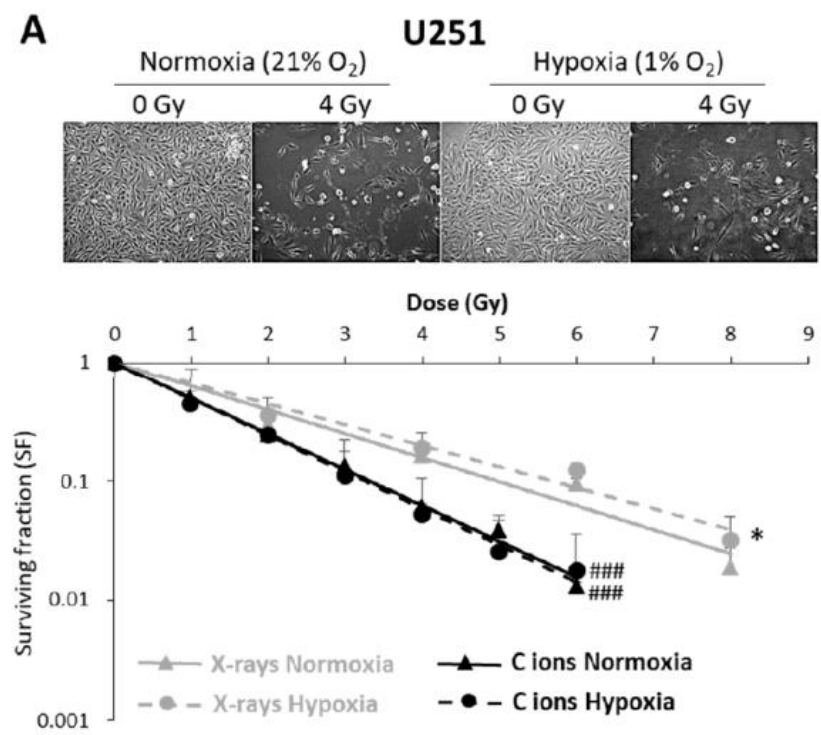 A
U251
Normoxia (21% O₂)
Hypoxia (1% O₂)
0 Gy
4 Gy
0 Gy
4 Gy
Dose (Gy)
0 1 2 3 4 5 6 7 8 9
1
0.1
0.01
0.001
Surviving fraction (SF)
*
###
###
X-rays Normoxia
C ions Normoxia
X-rays Hypoxia
C ions Hypoxia